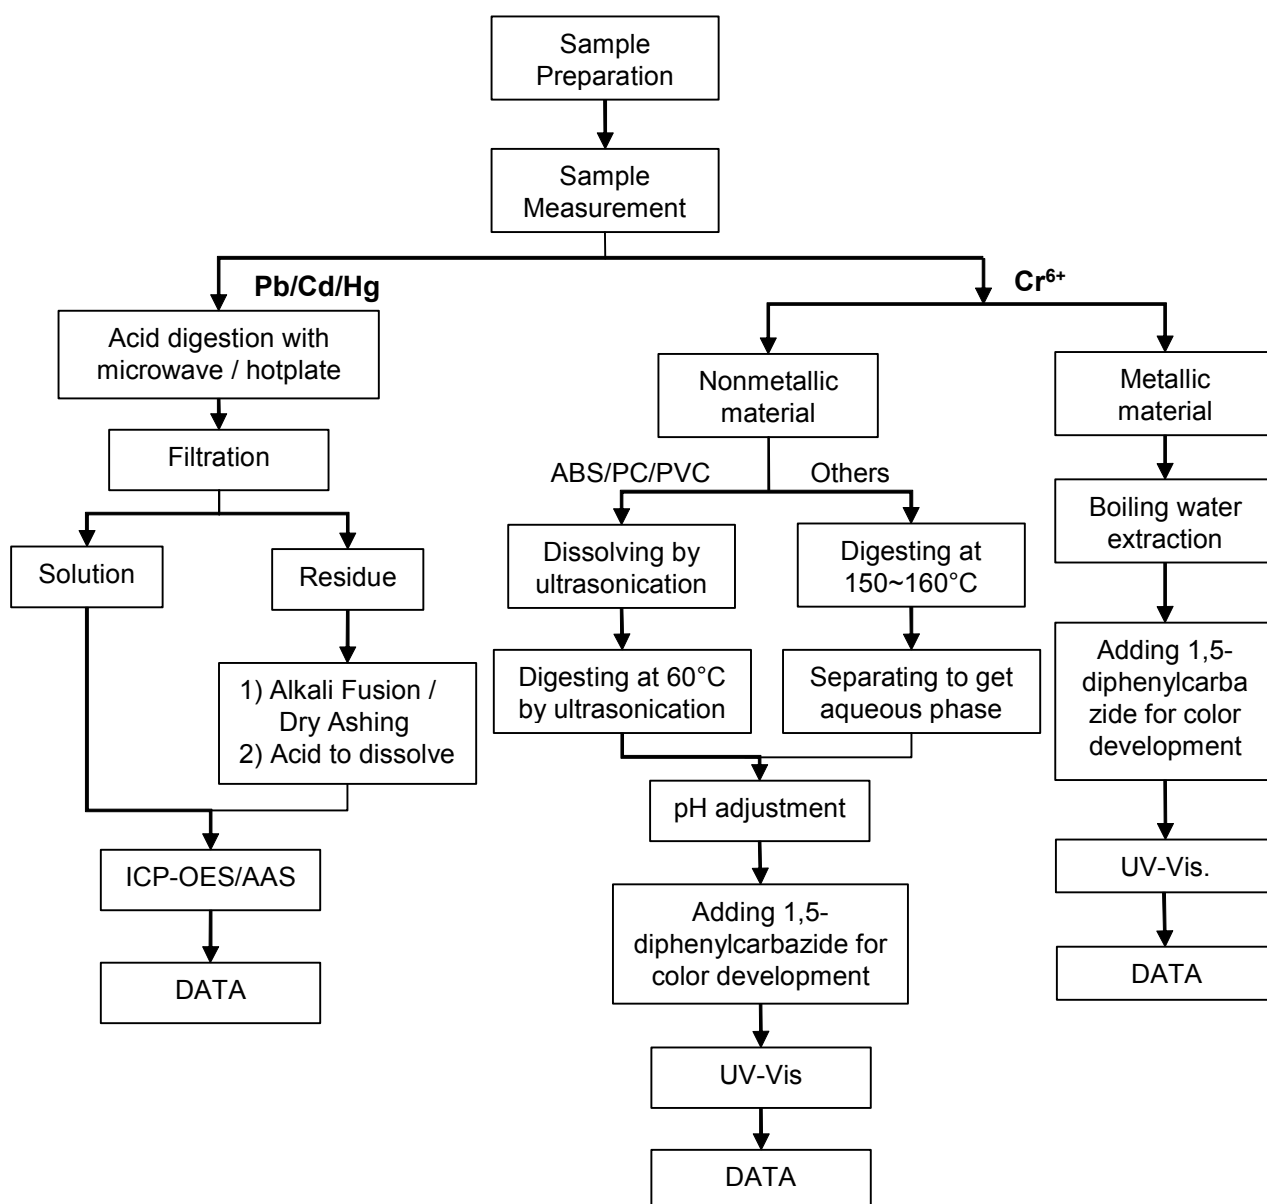 Sample
Preparation
Sample
Measurement
Pb/Cd/Hg
Cr⁶⁺
Acid digestion with
microwave / hotplate
Filtration
Solution
Residue
1) Alkali Fusion /
Dry Ashing
2) Acid to dissolve
ICP-OES/AAS
DATA
Nonmetallic
material
ABS/PC/PVC
Others
Dissolving by
ultrasonication
Digesting at
150~160°C
Digesting at 60°C
by ultrasonication
Separating to get
aqueous phase
pH adjustment
Adding 1,5-
diphenylcarbazide for
color development
UV-Vis
DATA
Metallic
material
Boiling water
extraction
Adding 1,5-
diphenylcarba
zide for color
development
UV-Vis.
DATA